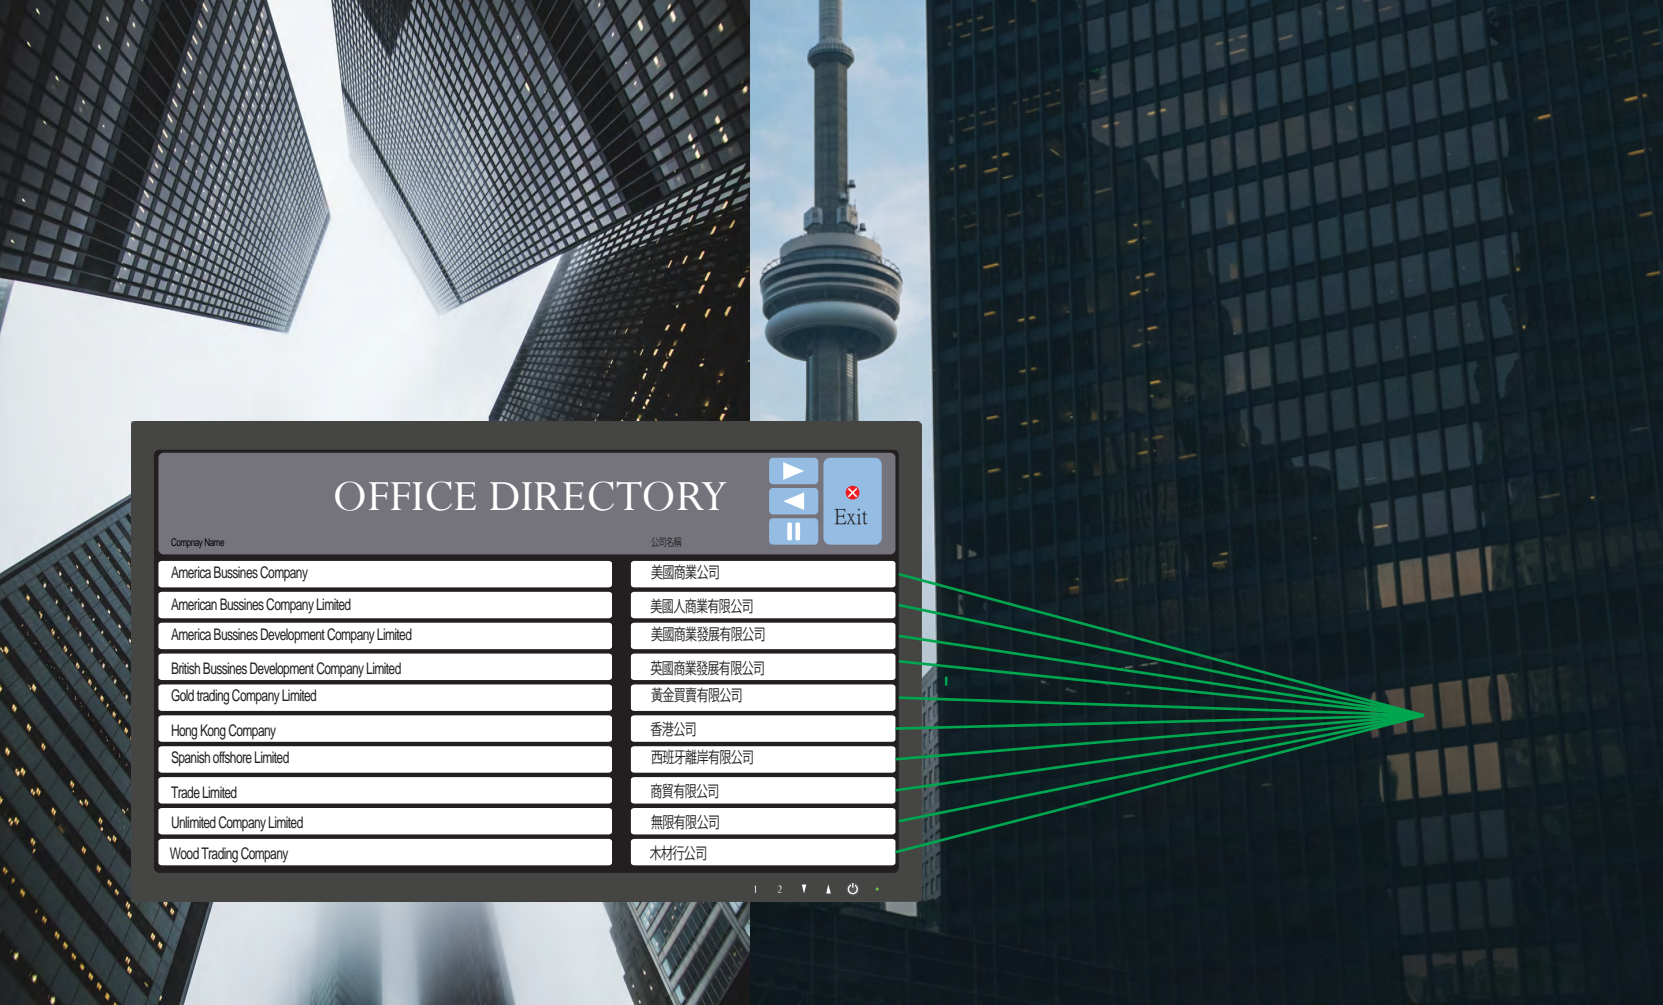 OFFICE DIRECTORY
Exit
Compnay Name 公司名稱
America Bussines Company 美國商業公司
American Bussines Company Limited 美國人商業有限公司
America Bussines Development Company Limited 美國商業發展有限公司
British Bussines Development Company Limited 英國商業發展有限公司
Gold trading Company Limited 黃金買賣有限公司
Hong Kong Company 香港公司
Spanish offshore Limited 西班牙離岸有限公司
Trade Limited 商貿有限公司
Unlimited Company Limited 無限有限公司
Wood Trading Company 木材行公司
1 2